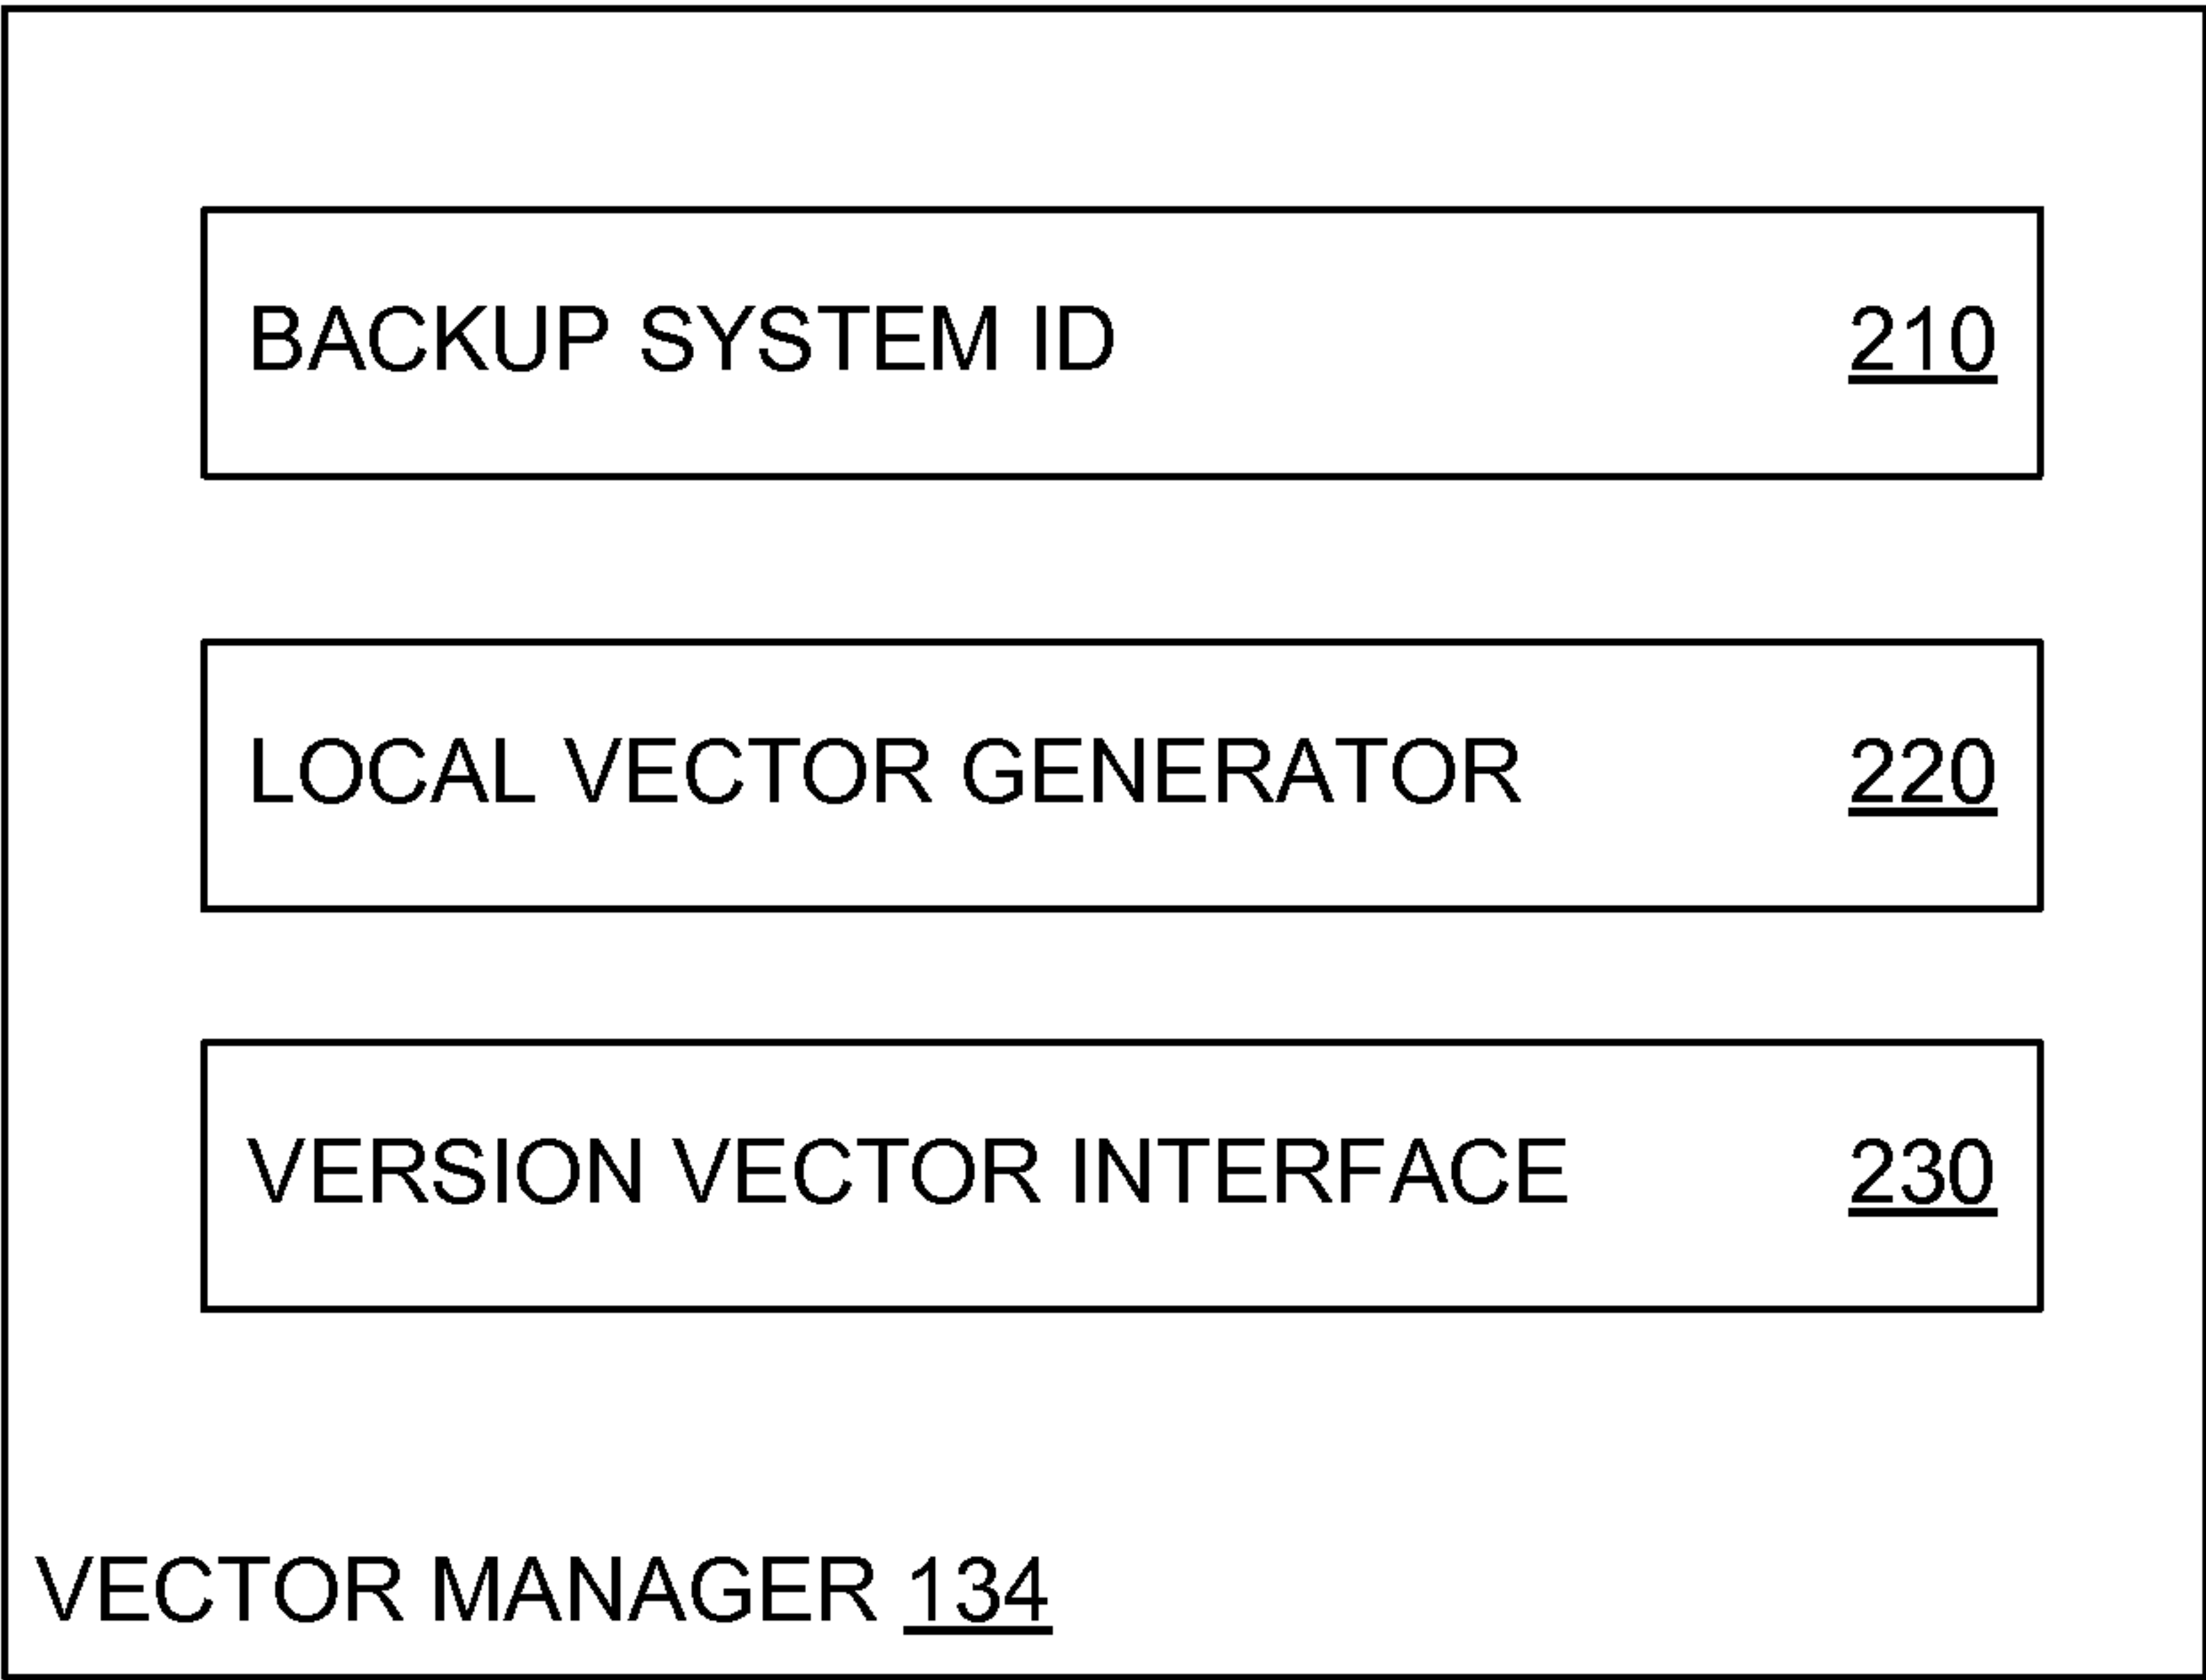 BACKUP SYSTEM ID 210
LOCAL VECTOR GENERATOR 220
VERSION VECTOR INTERFACE 230
VECTOR MANAGER 134